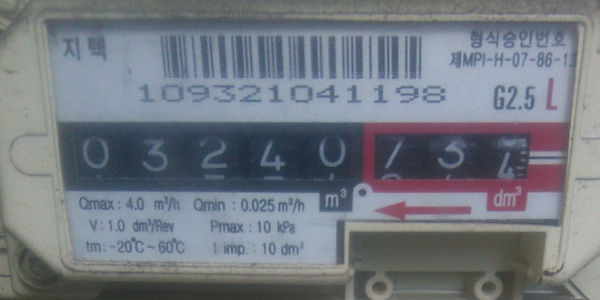 지텍
형식승인번호
제MPI-H-07-86-13
109321041198
G2.5 L
03240 734
m³
dm³
Qmax : 4.0 m³/h Qmin : 0.025 m³/h
V : 1.0 dm³/Rev Pmax : 10 kPa
tm : -20℃ ~ 60℃ 1 imp. : 10 dm³